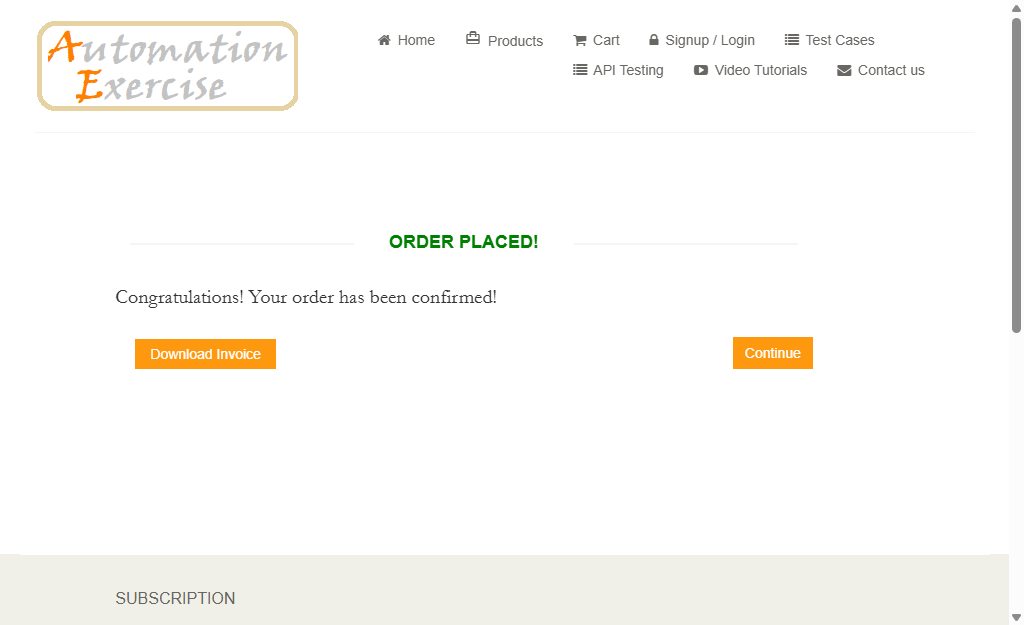 Automation
Exercise
Home
Products
Cart
Signup / Login
Test Cases
API Testing
Video Tutorials
Contact us
ORDER PLACED!
Congratulations! Your order has been confirmed!
Download Invoice
Continue
SUBSCRIPTION